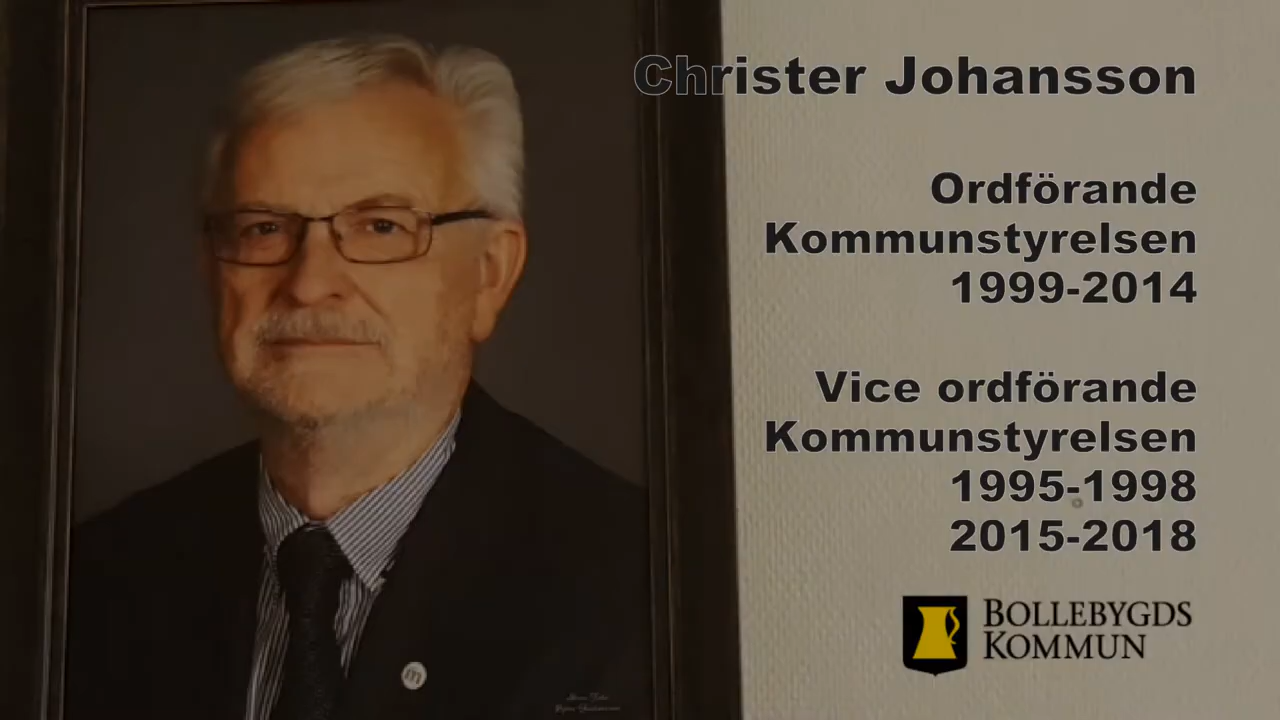 Christer Johansson
Ordförande
Kommunstyrelsen
1999-2014
Vice ordförande
Kommunstyrelsen
1995-1998
2015-2018
BOLLEBYGDS
KOMMUN
m